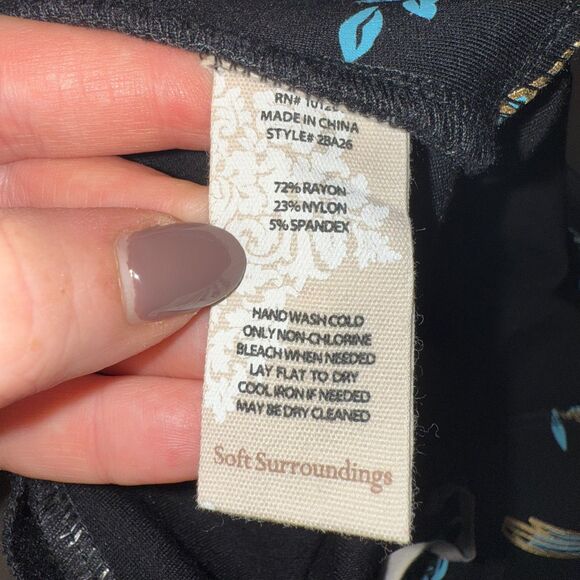 RN#
MADE IN CHINA
STYLE# 2BA26
72% RAYON
23% NYLON
5% SPANDEX
HAND WASH COLD
ONLY NON-CHLORINE
BLEACH WHEN NEEDED
LAY FLAT TO DRY
COOL IRON IF NEEDED
MAY BE DRY CLEANED
Soft Surroundings